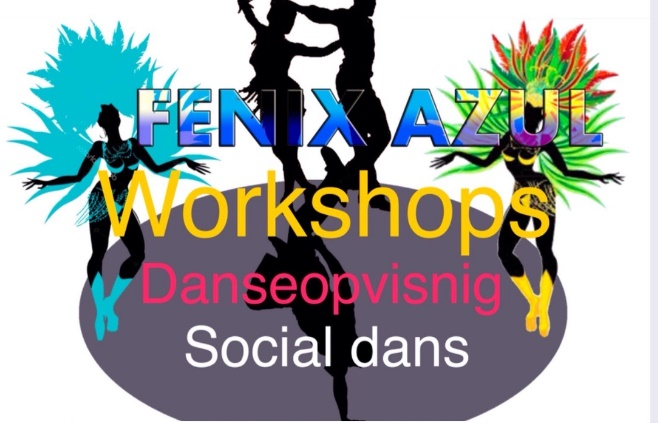 FENIX AZUL
Workshops
Danseopvisnig
Social dans